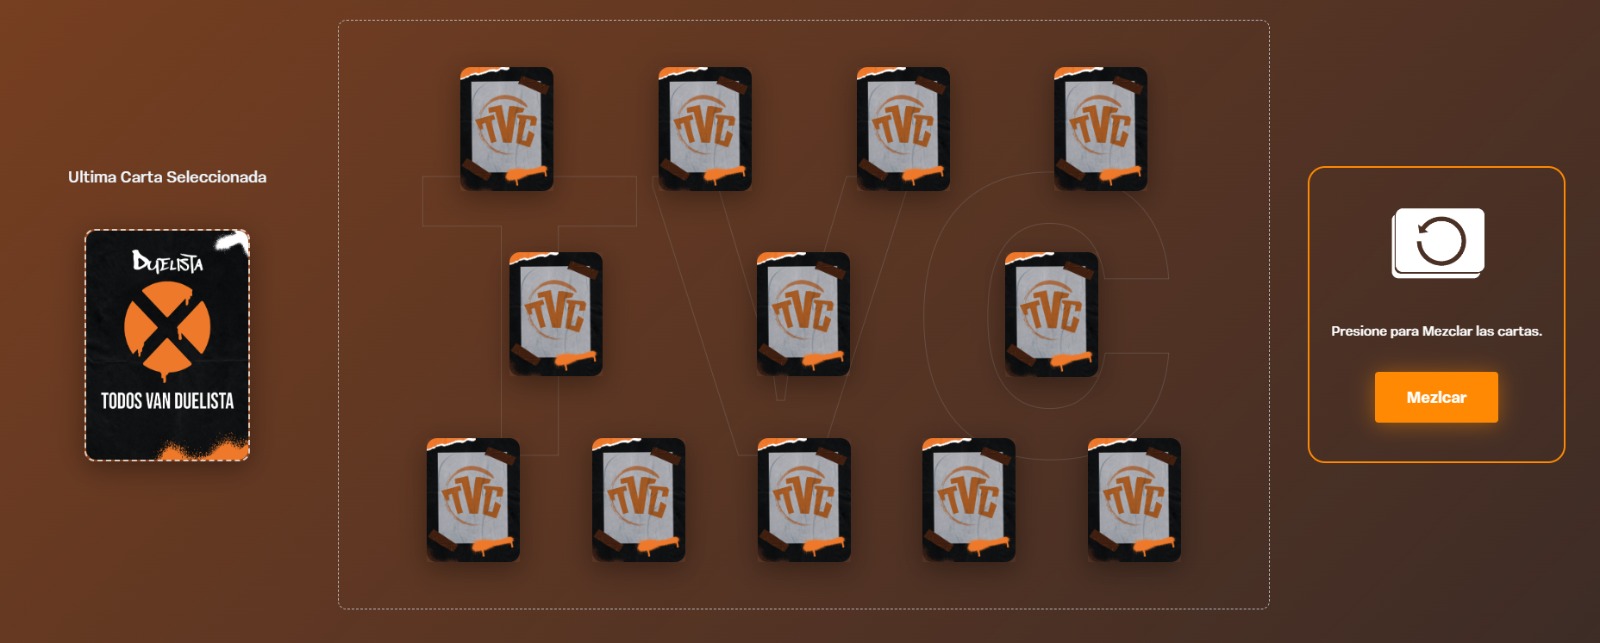 Ultima Carta Seleccionada
DUELISTA
TODOS VAN DUELISTA
TVC
TVC
TVC
TVC
TVC
TVC
TVC
TVC
TVC
TVC
TVC
TVC
TVC
Presione para Mezclar las cartas.
Mezlcar